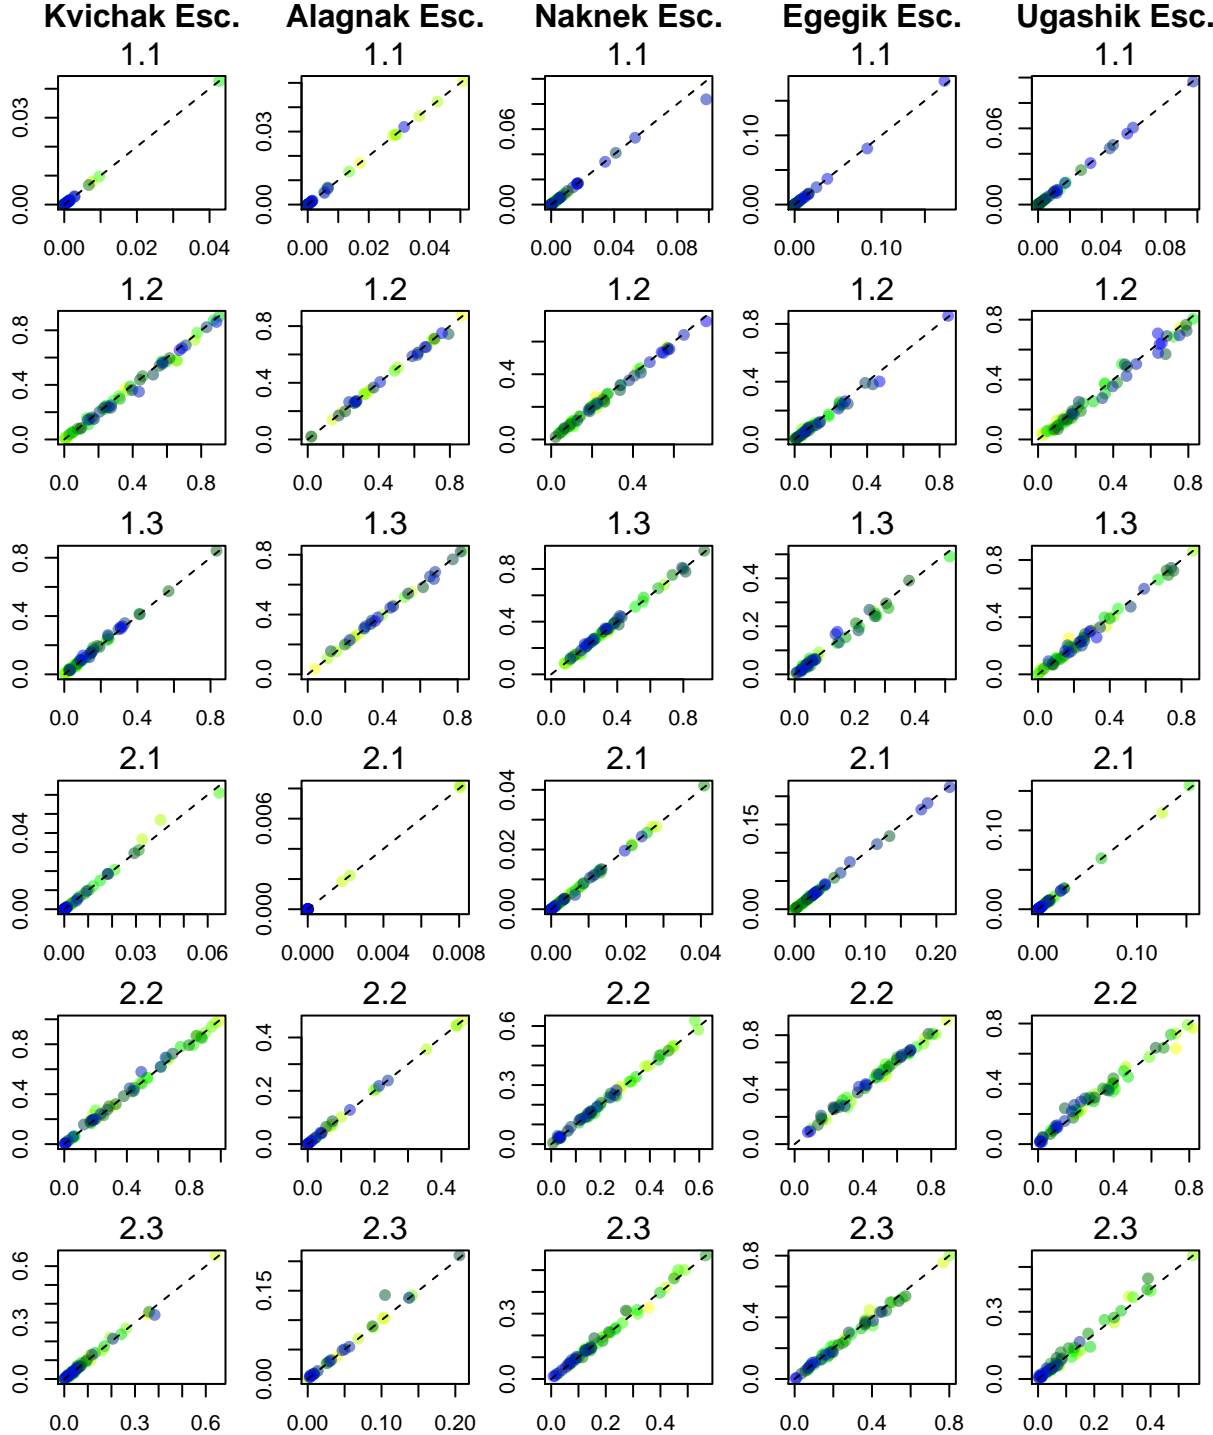 Kvichak Esc. Alagnak Esc. Naknek Esc. Egegik Esc. Ugashik Esc.
1.1 1.1 1.1 1.1 1.1
0.03 0.03 0.06 0.10 0.06
0.00 0.00 0.00 0.00 0.00
0.00 0.02 0.04 0.00 0.02 0.04 0.00 0.04 0.08 0.00 0.10 0.00 0.04 0.08
1.2 1.2 1.2 1.2 1.2
0.8 0.8 0.4 0.8 0.8
0.4 0.4 0.0 0.4 0.4
0.0 0.0 0.0 0.0
0.0 0.4 0.8 0.0 0.4 0.8 0.0 0.4 0.0 0.4 0.8 0.0 0.4 0.8
1.3 1.3 1.3 1.3 1.3
0.8 0.8 0.8 0.4 0.8
0.4 0.4 0.4 0.2 0.4
0.0 0.0 0.0 0.0 0.0
0.0 0.4 0.8 0.0 0.4 0.8 0.0 0.4 0.8 0.0 0.2 0.4 0.0 0.4 0.8
2.1 2.1 2.1 2.1 2.1
0.04 0.006 0.04 0.15 0.10
0.00 0.000 0.02 0.00 0.00
0.00
0.00 0.03 0.06 0.000 0.004 0.008 0.00 0.02 0.04 0.00 0.10 0.20 0.00 0.10
2.2 2.2 2.2 2.2 2.2
0.8 0.4 0.6 0.8 0.8
0.4 0.2 0.3 0.4 0.4
0.0 0.0 0.0 0.0 0.0
0.0 0.4 0.8 0.0 0.2 0.4 0.0 0.2 0.4 0.6 0.0 0.4 0.8 0.0 0.4 0.8
2.3 2.3 2.3 2.3 2.3
0.6 0.15 0.3 0.8 0.3
0.3 0.00 0.0 0.4 0.0
0.0 0.0
0.0 0.3 0.6 0.00 0.10 0.20 0.0 0.2 0.4 0.0 0.4 0.8 0.0 0.2 0.4